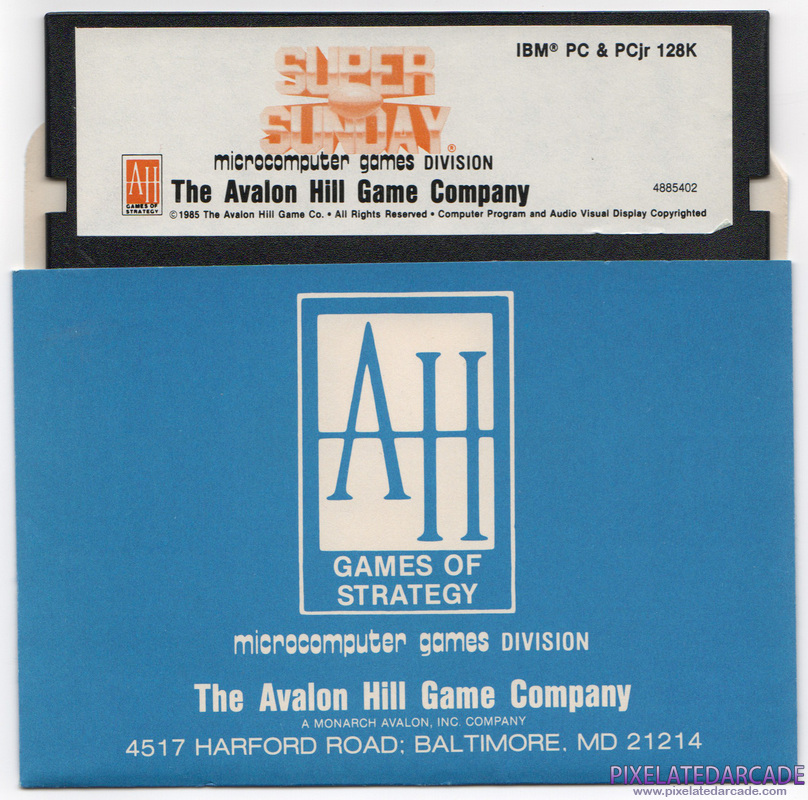 IBM® PC & PCjr 128K
SUPER
SUNDAY®
microcomputer games DIVISION
AH
GAMES OF
STRATEGY
The Avalon Hill Game Company
4885402
©1985 The Avalon Hill Game Co. • All Rights Reserved • Computer Program and Audio Visual Display Copyrighted
AH
GAMES OF
STRATEGY
microcomputer games DIVISION
The Avalon Hill Game Company
A MONARCH AVALON, INC. COMPANY
4517 HARFORD ROAD; BALTIMORE, MD 21214
PIXELATEDARCADE
www.pixelatedarcade.com